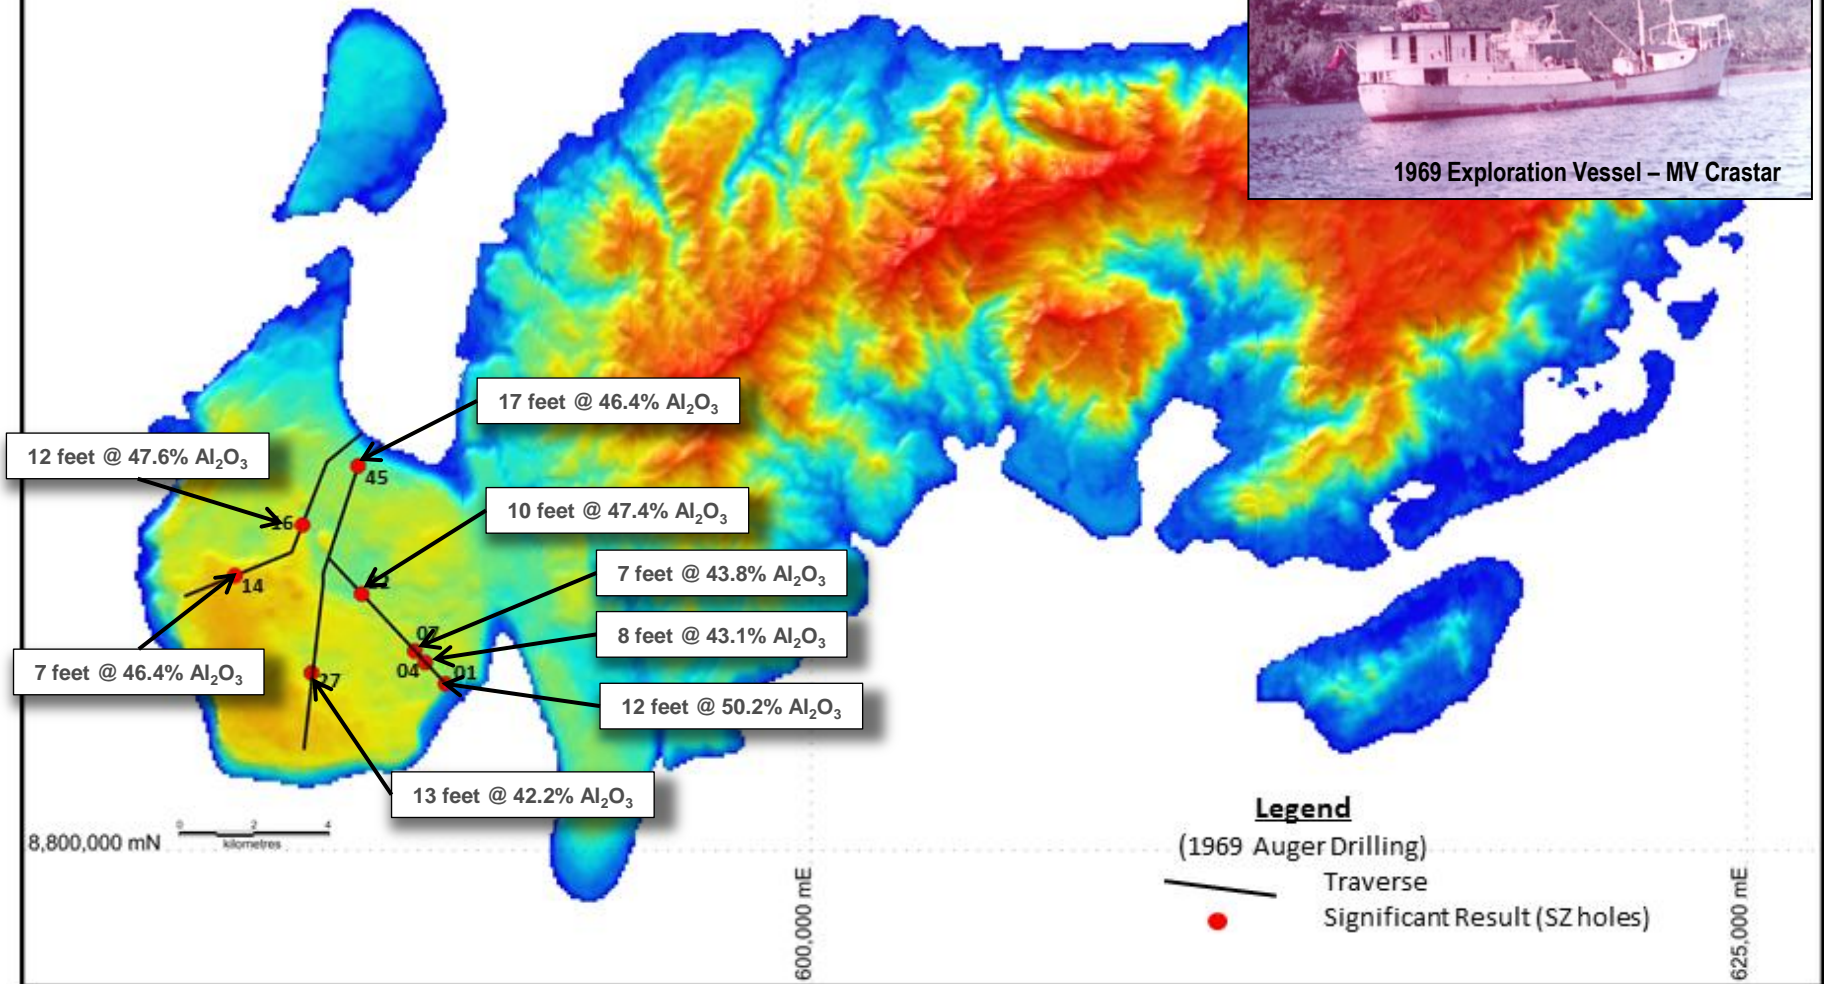 1969 Exploration Vessel – MV Crastar
17 feet @ 46.4% Al₂O₃
12 feet @ 47.6% Al₂O₃
45
10 feet @ 47.4% Al₂O₃
16
7 feet @ 43.8% Al₂O₃
14
07
8 feet @ 43.1% Al₂O₃
7 feet @ 46.4% Al₂O₃
04
01
27
12 feet @ 50.2% Al₂O₃
13 feet @ 42.2% Al₂O₃
0 2 4
kilometres
8,800,000 mN
Legend
(1969 Auger Drilling)
Traverse
Significant Result (SZ holes)
600,000 mE
625,000 mE